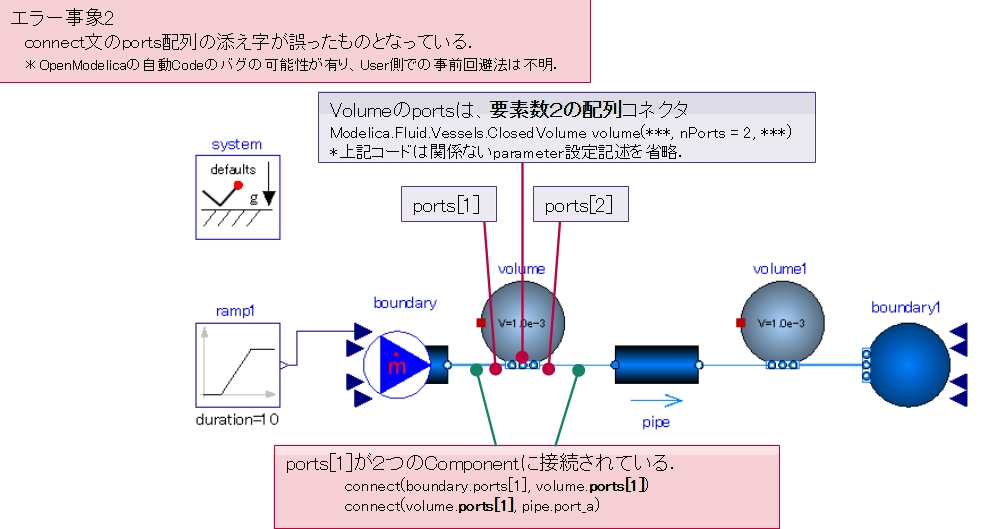 エラー事象2
connect文のports配列の添え字が誤ったものとなっている.
＊OpenModelicaの自動Codeのバグの可能性が有り、User側での事前回避法は不明.
Volumeのportsは、要素数2の配列コネクタ
Modelica.Fluid.Vessels.ClosedVolume volume(***, nPorts = 2, ***)
*上記コードは関係ないparameter設定記述を省略.
system
defaults
g
ports[1]
ports[2]
volume
volume1
boundary
boundary1
ramp1
V=1.0e-3
V=1.0e-3
ṁ
duration=10
pipe
ports[1]が2つのComponentに接続されている.
connect(boundary.ports[1], volume.ports[1])
connect(volume.ports[1], pipe.port_a)